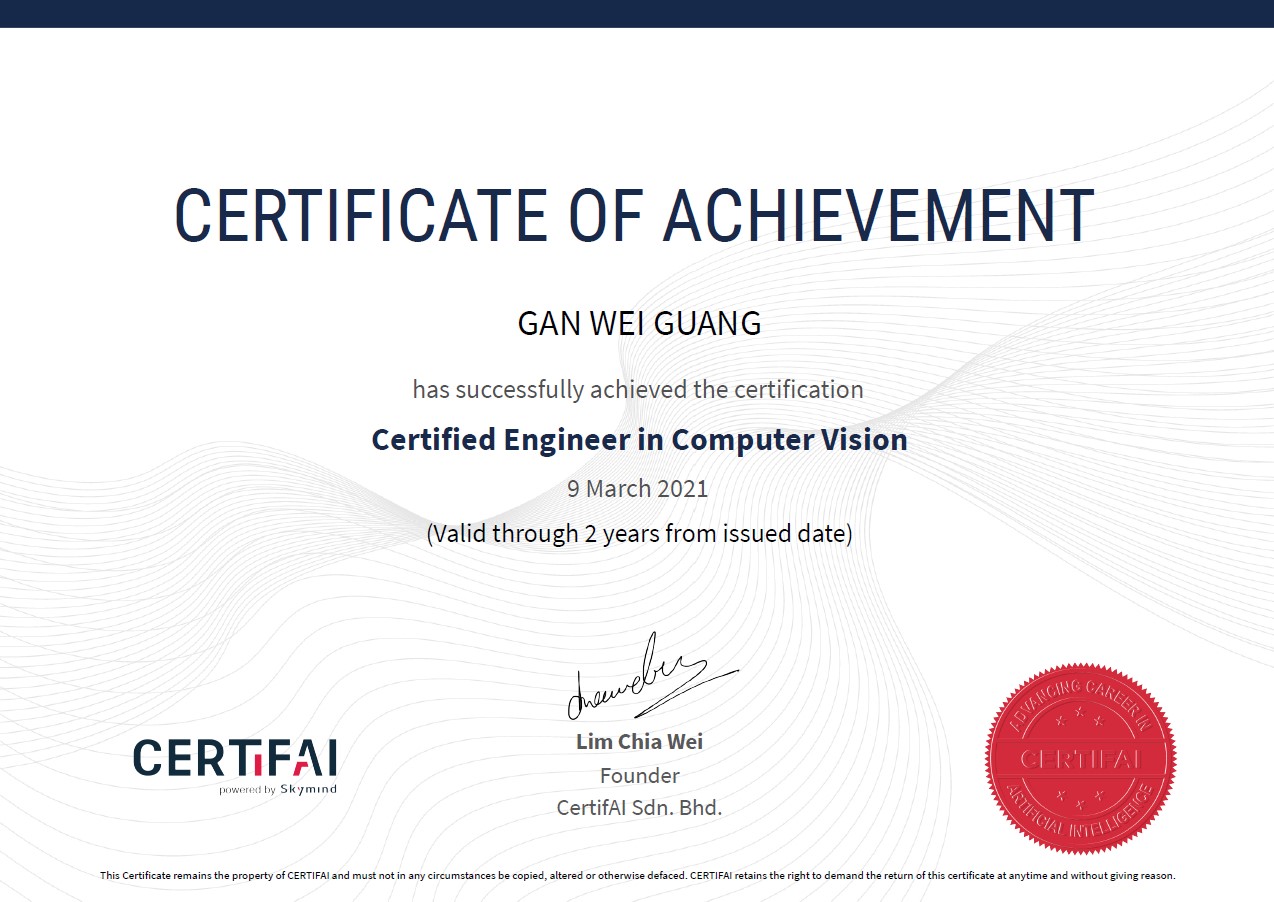 CERTIFICATE OF ACHIEVEMENT
GAN WEI GUANG
has successfully achieved the certification
Certified Engineer in Computer Vision
9 March 2021
(Valid through 2 years from issued date)
Lim Chia Wei
Founder
CertifAI Sdn. Bhd.
CERTIFAI
powered by Skymind
ADVANCING CAREER IN
CERTIFAI
ARTIFICIAL INTELLIGENCE
This Certificate remains the property of CERTIFAI and must not in any circumstances be copied, altered or otherwise defaced. CERTIFAI retains the right to demand the return of this certificate at anytime and without giving reason.